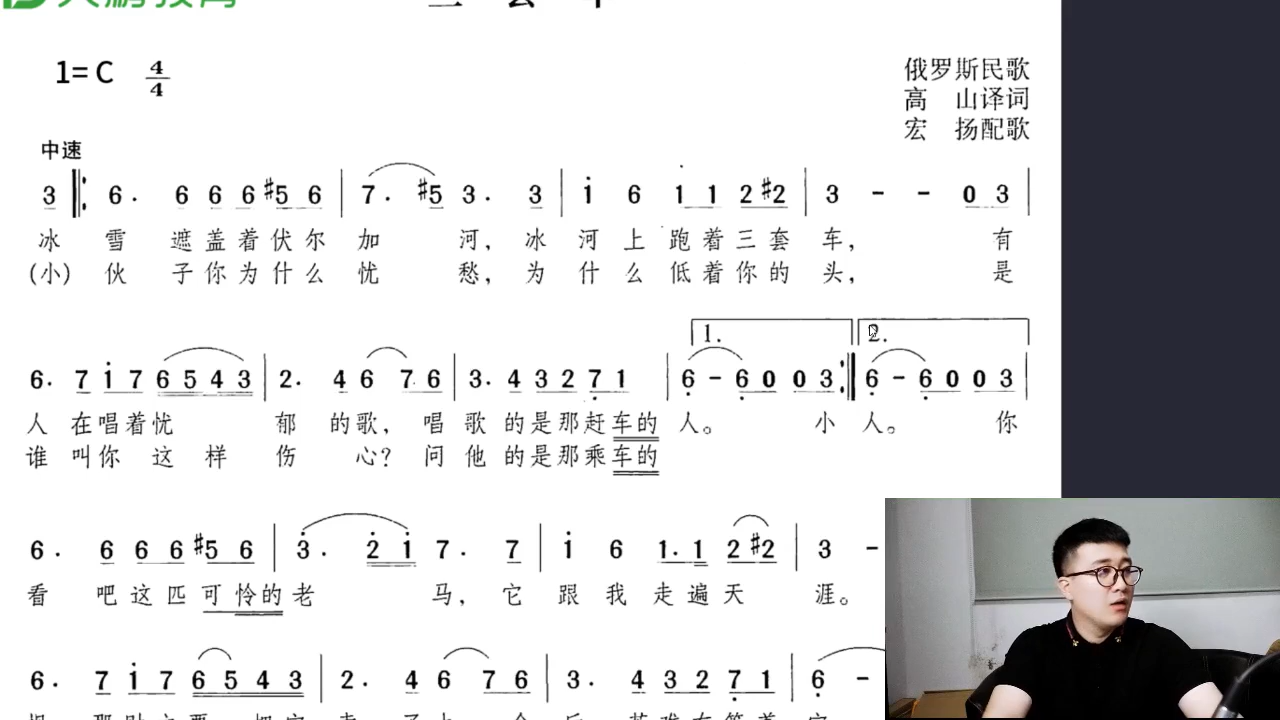 1= C 4/4
俄罗斯民歌
高 山译词
宏 扬配歌
中速
3 ‖: 6 . 6 6 6 #5 6 | 7 . #5 3 . 3 | i 6 1 1 2 #2 | 3 - - 0 3 |
冰 雪 遮 盖 着 伏 尔 加 河, 冰 河 上 跑 着 三 套 车, 有
(小) 伙 子 你 为 什 么 忧 愁, 为 什 么 低 着 你 的 头, 是
1. 2.
6. 7 i 7 6 5 4 3 | 2. 4 6 7. 6 | 3. 4 3 2 7 1 | 6 - 6 0 0 3 :‖ 6 - 6 0 0 3 |
人 在 唱 着 忧 郁 的 歌, 唱 歌 的 是 那 赶 车 的 人。 小 人。 你
谁 叫 你 这 样 伤 心? 问 他 的 是 那 乘 车 的
6 . 6 6 6 #5 6 | 3 . 2 1 7 . 7 | i 6 1. 1 2 #2 | 3 -
看 吧 这 匹 可 怜 的 老 马, 它 跟 我 走 遍 天 涯。
6 . 7 i 7 6 5 4 3 | 2 . 4 6 7 6 | 3 . 4 3 2 7 1 | 6 -